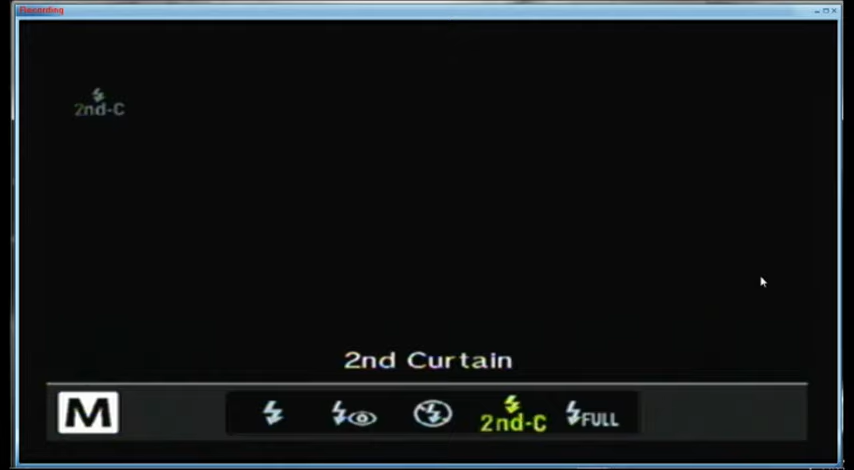 Recording
2nd-C
2nd Curtain
M
2nd-C
FULL